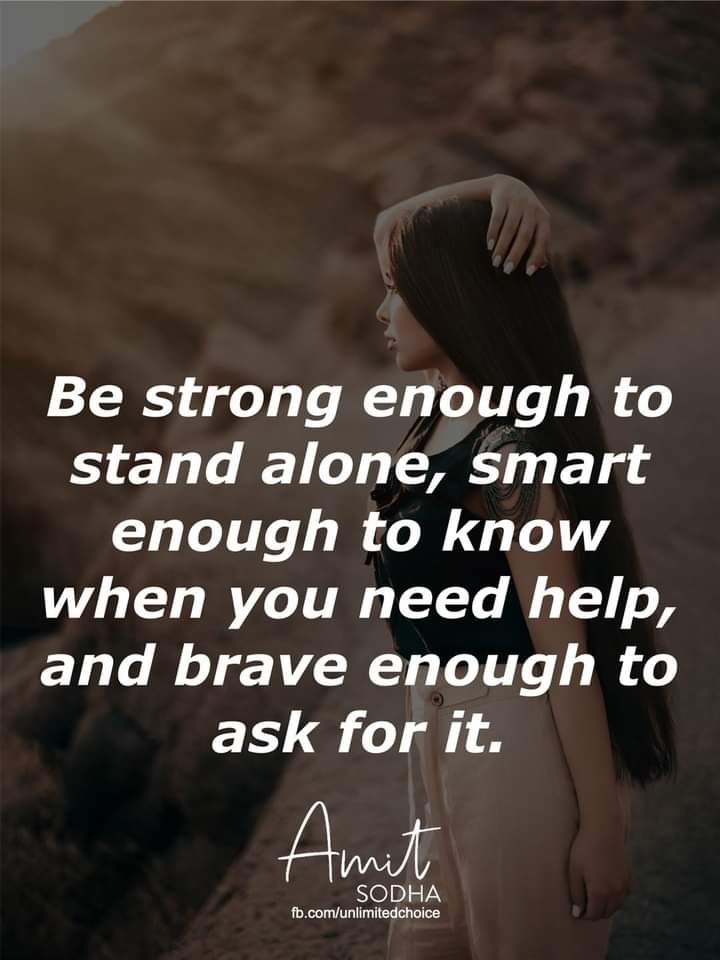 Be strong enough to
stand alone, smart
enough to know
when you need help,
and brave enough to
ask for it.
Amit
SODHA
fb.com/unlimitedchoice